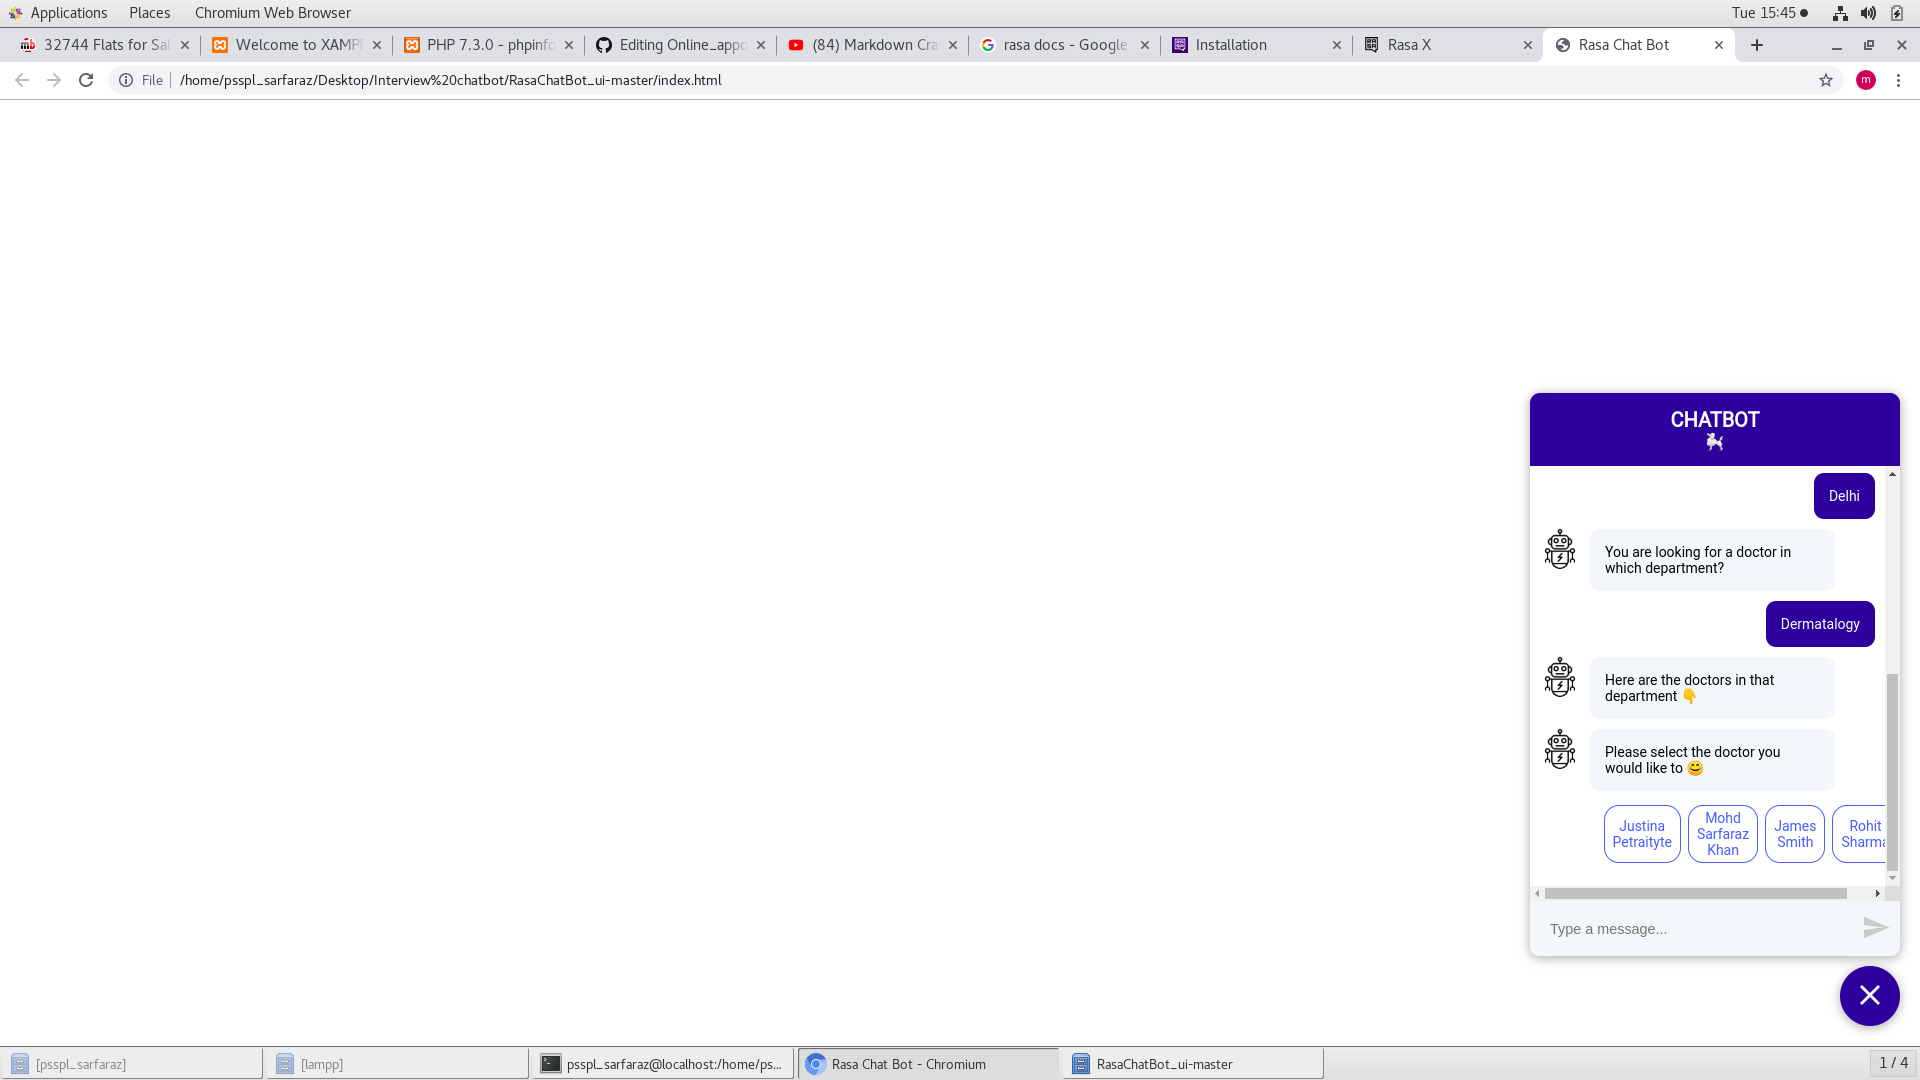 Applications Places Chromium Web Browser Tue 15:45
32744 Flats for Sal Welcome to XAMP PHP 7.3.0 - phpinfo Editing Online_appo (84) Markdown Cra rasa docs - Google Installation Rasa X Rasa Chat Bot
File /home/psspl_sarfaraz/Desktop/Interview%20chatbot/RasaChatBot_ui-master/index.html m
CHATBOT
Delhi
You are looking for a doctor in
which department?
Dermatalogy
Here are the doctors in that
department 👇
Please select the doctor you
would like to 😊
Justina
Petraityte
Mohd
Sarfaraz
Khan
James
Smith
Rohit
Sharma
Type a message...
[psspl_sarfaraz] [lampp] psspl_sarfaraz@localhost:/home/ps... Rasa Chat Bot - Chromium RasaChatBot_ui-master 1 / 4